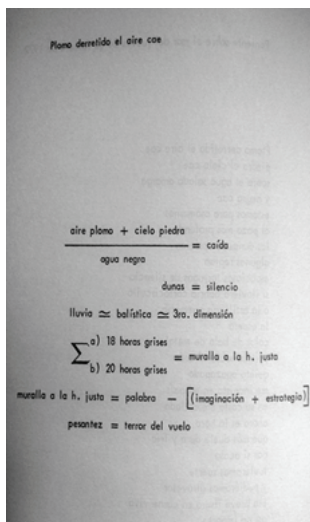 Plomo derretido el aire cae
aire plomo + cielo piedra
agua negra
= caída
dunas = silencio
lluvia ≃ balística ≃ 3ra. dimensión
∑ a) 18 horas grises
b) 20 horas grises
= muralla a la h. justa
muralla a la h. justa = palabra − [(imaginación + estrategia)]
pesantez = terror del vuelo